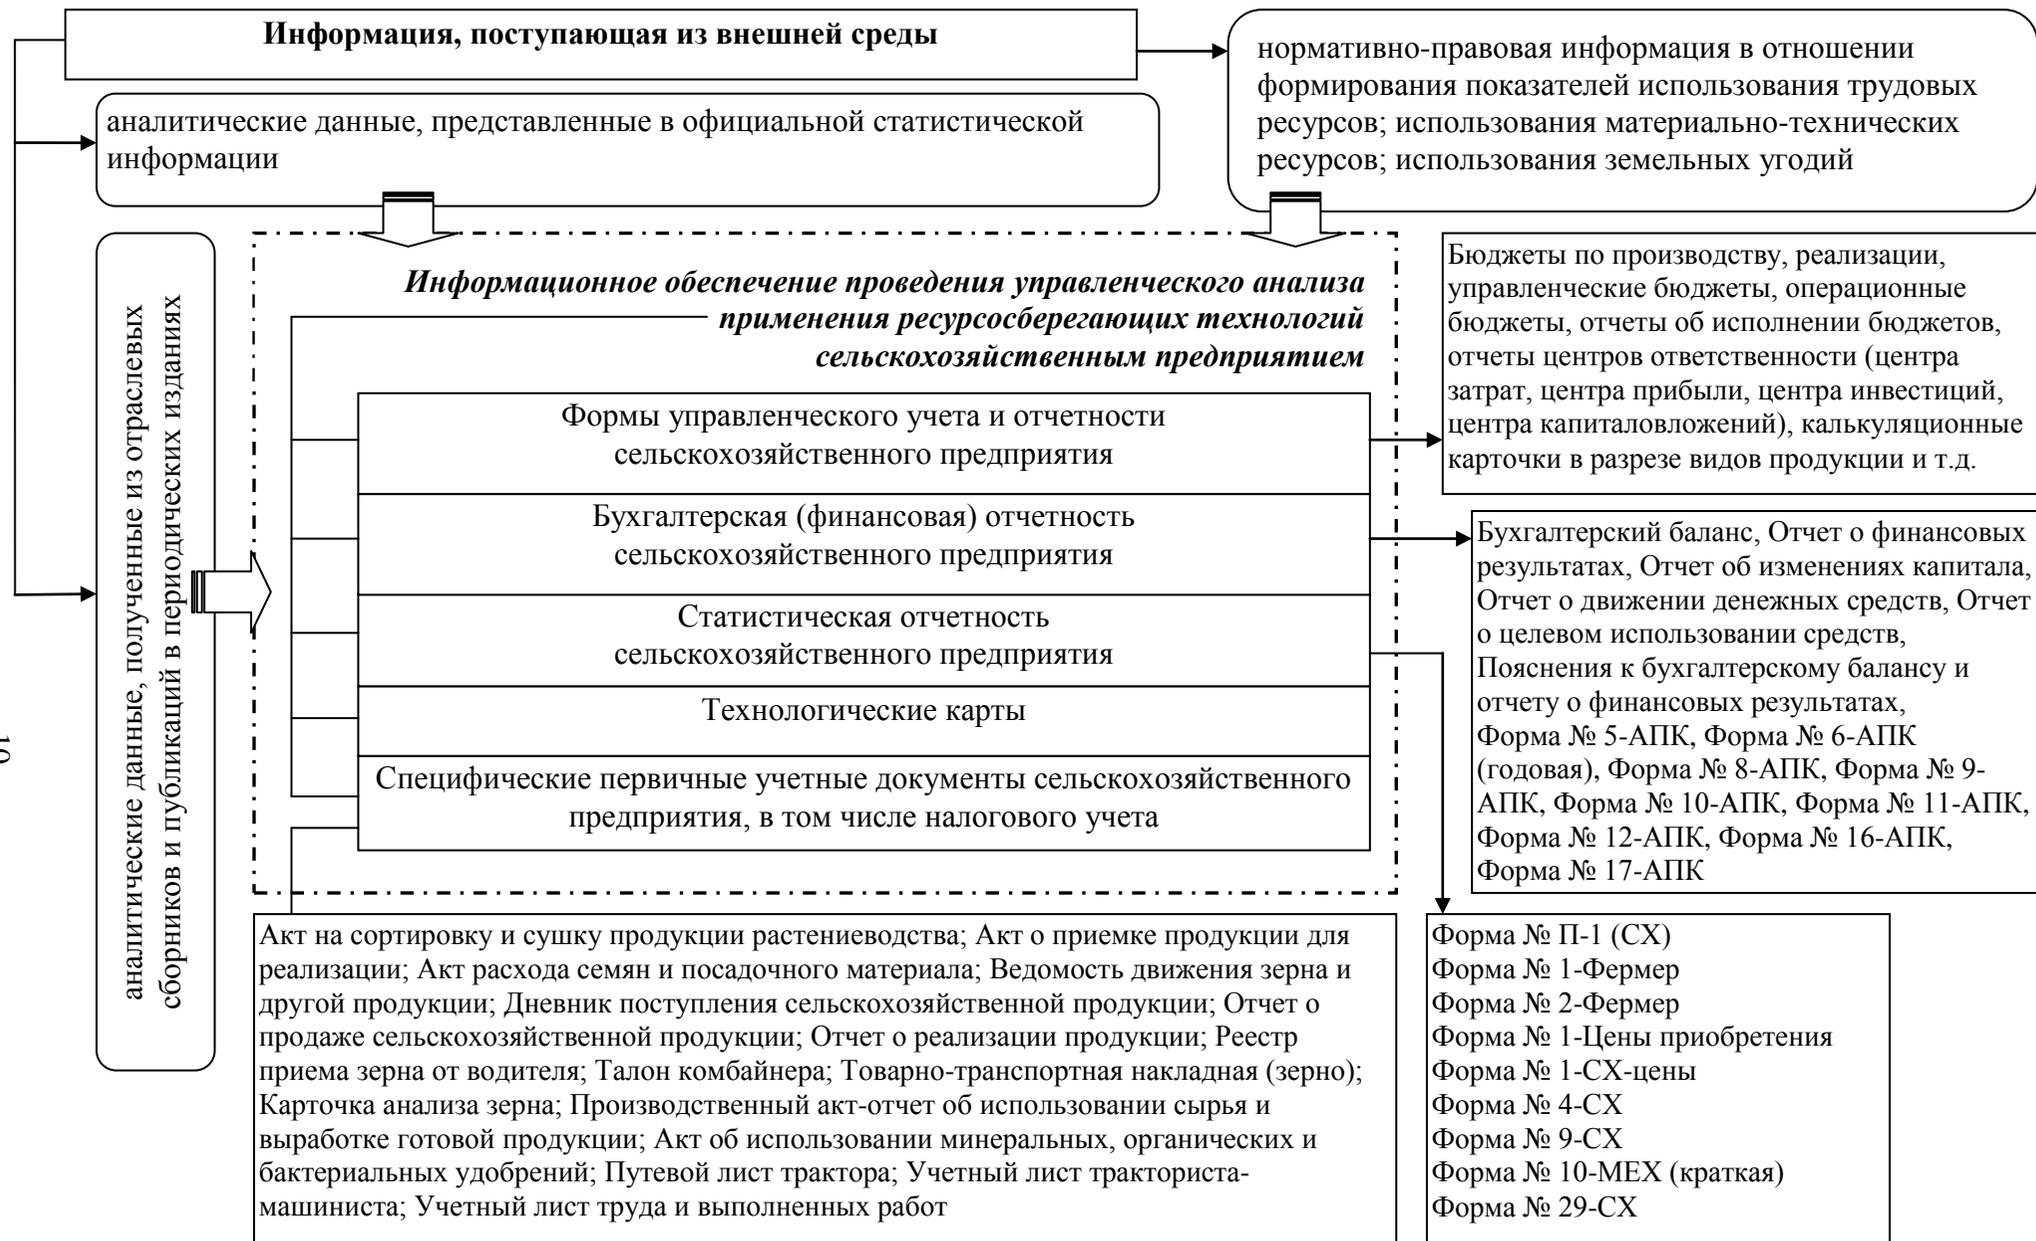 Информация, поступающая из внешней среды
нормативно-правовая информация в отношении
формирования показателей использования трудовых
ресурсов; использования материально-технических
ресурсов; использования земельных угодий
аналитические данные, представленные в официальной статистической
информации
аналитические данные, полученные из отраслевых
сборников и публикаций в периодических изданиях
Информационное обеспечение проведения управленческого анализа
применения ресурсосберегающих технологий
сельскохозяйственным предприятием
Формы управленческого учета и отчетности
сельскохозяйственного предприятия
Бухгалтерская (финансовая) отчетность
сельскохозяйственного предприятия
Статистическая отчетность
сельскохозяйственного предприятия
Технологические карты
Специфические первичные учетные документы сельскохозяйственного
предприятия, в том числе налогового учета
Бюджеты по производству, реализации,
управленческие бюджеты, операционные
бюджеты, отчеты об исполнении бюджетов,
отчеты центров ответственности (центра
затрат, центра прибыли, центра инвестиций,
центра капиталовложений), калькуляционные
карточки в разрезе видов продукции и т.д.
Бухгалтерский баланс, Отчет о финансовых
результатах, Отчет об изменениях капитала,
Отчет о движении денежных средств, Отчет
о целевом использовании средств,
Пояснения к бухгалтерскому балансу и
отчету о финансовых результатах,
Форма № 5-АПК, Форма № 6-АПК
(годовая), Форма № 8-АПК, Форма № 9-
АПК, Форма № 10-АПК, Форма № 11-АПК,
Форма № 12-АПК, Форма № 16-АПК,
Форма № 17-АПК
Акт на сортировку и сушку продукции растениеводства; Акт о приемке продукции для
реализации; Акт расхода семян и посадочного материала; Ведомость движения зерна и
другой продукции; Дневник поступления сельскохозяйственной продукции; Отчет о
продаже сельскохозяйственной продукции; Отчет о реализации продукции; Реестр
приема зерна от водителя; Талон комбайнера; Товарно-транспортная накладная (зерно);
Карточка анализа зерна; Производственный акт-отчет об использовании сырья и
выработке готовой продукции; Акт об использовании минеральных, органических и
бактериальных удобрений; Путевой лист трактора; Учетный лист тракториста-
машиниста; Учетный лист труда и выполненных работ
Форма № П-1 (СХ)
Форма № 1-Фермер
Форма № 2-Фермер
Форма № 1-Цены приобретения
Форма № 1-СХ-цены
Форма № 4-СХ
Форма № 9-СХ
Форма № 10-МЕХ (краткая)
Форма № 29-СХ